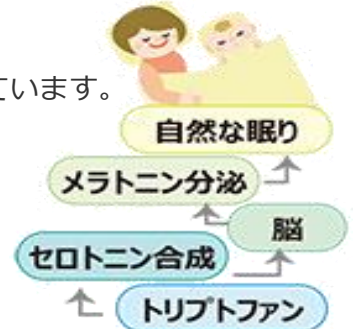 ています。
自然な眠り
メラトニン分泌
脳
セロトニン合成
トリプトファン